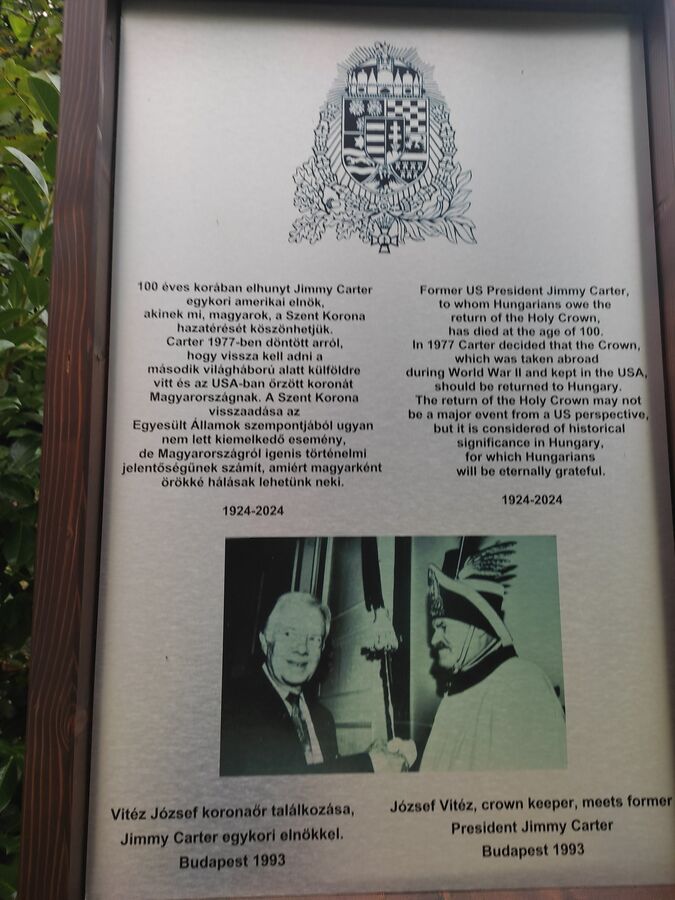 100 éves korában elhunyt Jimmy Carter
egykori amerikai elnök,
akinek mi, magyarok, a Szent Korona
hazatérését köszönhetjük.
Carter 1977-ben döntött arról,
hogy vissza kell adni a
második világháború alatt külföldre
vitt és az USA-ban őrzött koronát
Magyarországnak. A Szent Korona
visszaadása az
Egyesült Államok szempontjából ugyan
nem lett kiemelkedő esemény,
de Magyarországról igenis történelmi
jelentőségűnek számít, amiért magyarként
örökké hálásak lehetünk neki.
1924-2024
Former US President Jimmy Carter,
to whom Hungarians owe the
return of the Holy Crown,
has died at the age of 100.
In 1977 Carter decided that the Crown,
which was taken abroad
during World War II and kept in the USA,
should be returned to Hungary.
The return of the Holy Crown may not
be a major event from a US perspective,
but it is considered of historical
significance in Hungary,
for which Hungarians
will be eternally grateful.
1924-2024
Vitéz József koronaőr találkozása,
Jimmy Carter egykori elnökkel.
Budapest 1993
József Vitéz, crown keeper, meets former
President Jimmy Carter
Budapest 1993